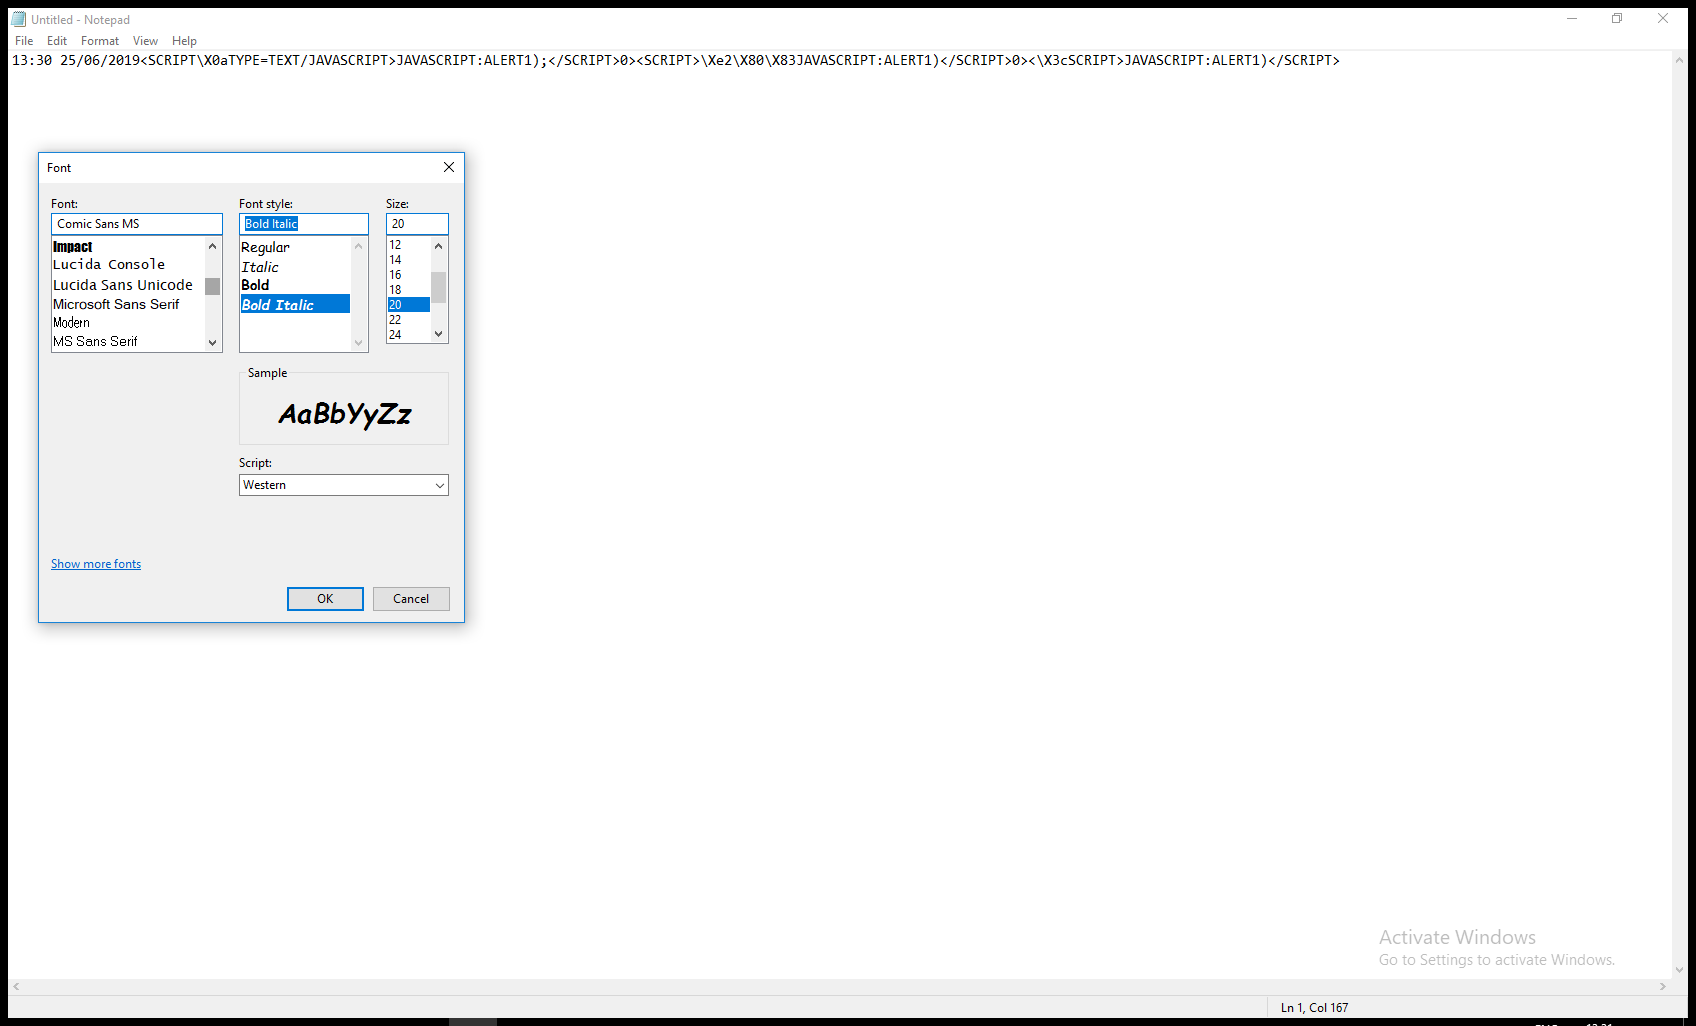 Untitled - Notepad
File Edit Format View Help
13:30 25/06/2019<SCRIPT\X0aTYPE=TEXT/JAVASCRIPT>JAVASCRIPT:ALERT1);</SCRIPT>0><SCRIPT>\Xe2\X80\X83JAVASCRIPT:ALERT1)</SCRIPT>0><\X3cSCRIPT>JAVASCRIPT:ALERT1)</SCRIPT>
Font
Font: Font style: Size:
Comic Sans MS Bold Italic 20
Impact
Lucida Console
Lucida Sans Unicode
Microsoft Sans Serif
Modern
MS Sans Serif
Regular
Italic
Bold
Bold Italic
12
14
16
18
20
22
24
Sample
AaBbYyZz
Script:
Western
Show more fonts
OK Cancel
Activate Windows
Go to Settings to activate Windows.
Ln 1, Col 167